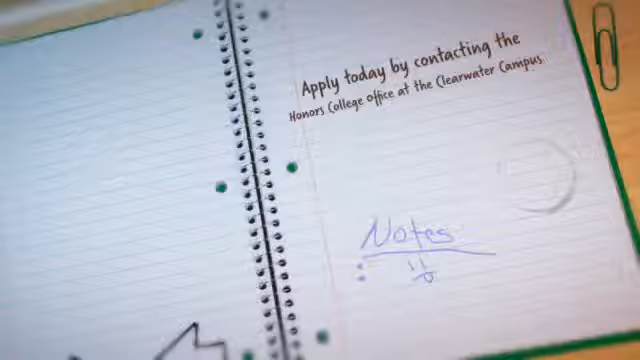 Apply today by contacting the
Honors College office at the Clearwater Campus.
Notes